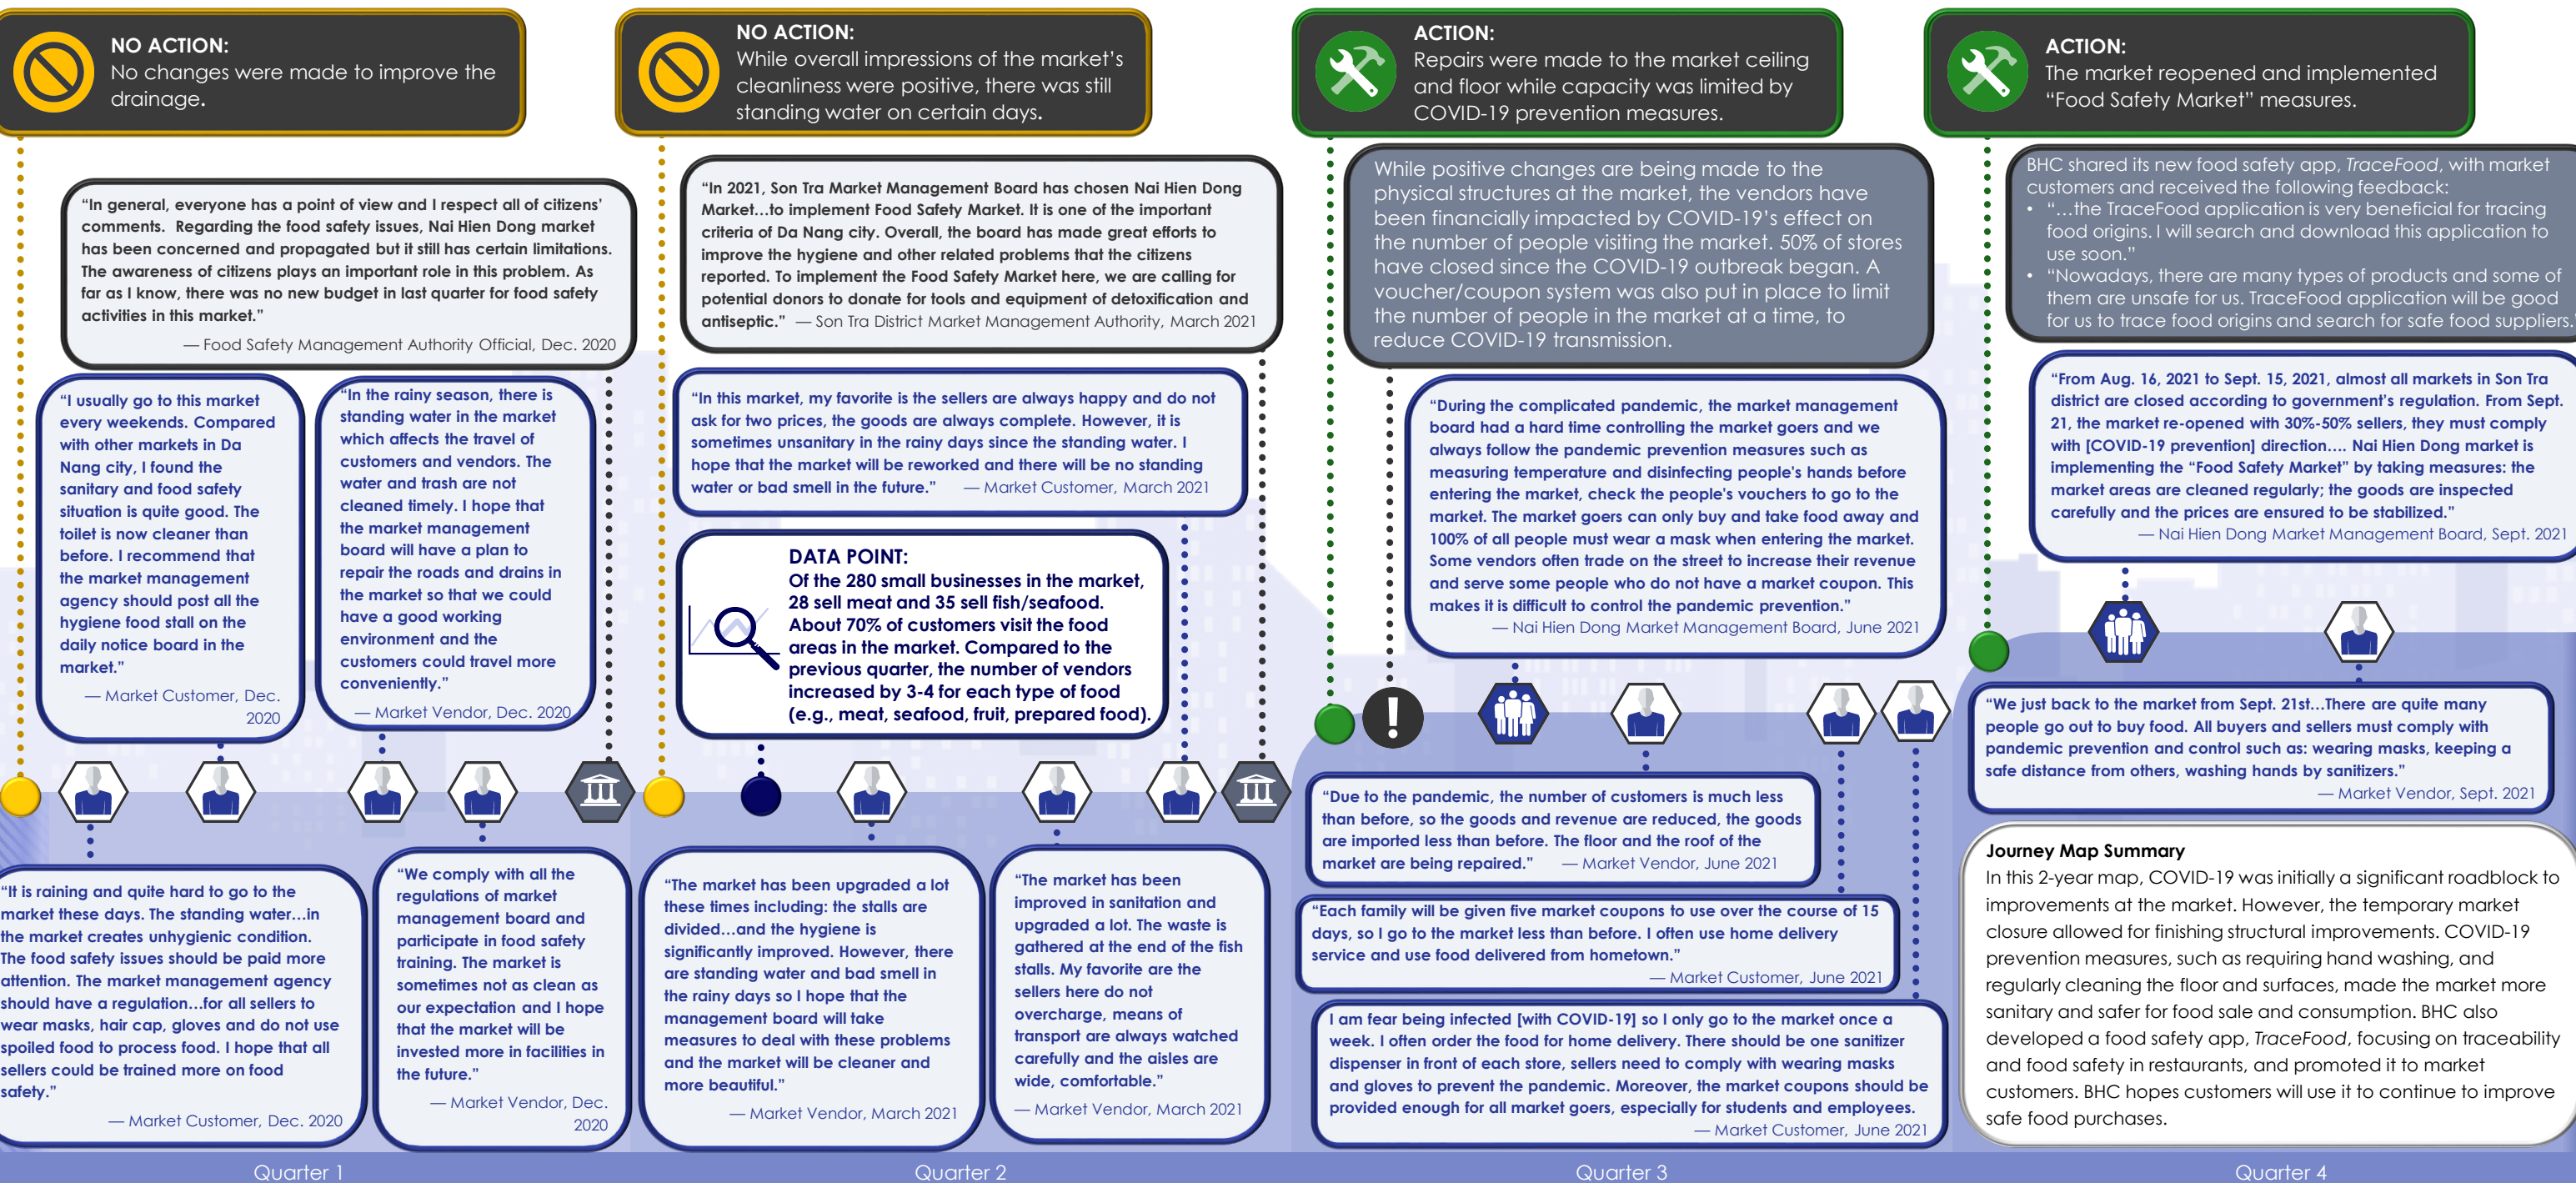 NO ACTION:
No changes were made to improve the
drainage.
“In general, everyone has a point of view and I respect all of citizens’
comments.  Regarding the food safety issues, Nai Hien Dong market
has been concerned and propagated but it still has certain limitations.
The awareness of citizens plays an important role in this problem. As
far as I know, there was no new budget in last quarter for food safety
activities in this market.”
— Food Safety Management Authority Official, Dec. 2020
“I usually go to this market
every weekends. Compared
with other markets in Da
Nang city, I found the
sanitary and food safety
situation is quite good. The
toilet is now cleaner than
before. I recommend that
the market management
agency should post all the
hygiene food stall on the
daily notice board in the
market.”
— Market Customer, Dec.
2020
“In the rainy season, there is
standing water in the market
which affects the travel of
customers and vendors. The
water and trash are not
cleaned timely. I hope that
the market management
board will have a plan to
repair the roads and drains in
the market so that we could
have a good working
environment and the
customers could travel more
conveniently.”
— Market Vendor, Dec. 2020
“It is raining and quite hard to go to the
market these days. The standing water…in
the market creates unhygienic condition.
The food safety issues should be paid more
attention. The market management agency
should have a regulation…for all sellers to
wear masks, hair cap, gloves and do not use
spoiled food to process food. I hope that all
sellers could be trained more on food
safety.”
— Market Customer, Dec. 2020
“We comply with all the
regulations of market
management board and
participate in food safety
training. The market is
sometimes not as clean as
our expectation and I hope
that the market will be
invested more in facilities in
the future.”
— Market Vendor, Dec.
2020
Quarter 1
NO ACTION:
While overall impressions of the market’s
cleanliness were positive, there was still
standing water on certain days.
“In 2021, Son Tra Market Management Board has chosen Nai Hien Dong
Market…to implement Food Safety Market. It is one of the important
criteria of Da Nang city. Overall, the board has made great efforts to
improve the hygiene and other related problems that the citizens
reported. To implement the Food Safety Market here, we are calling for
potential donors to donate for tools and equipment of detoxification and
antiseptic.” — Son Tra District Market Management Authority, March 2021
“In this market, my favorite is the sellers are always happy and do not
ask for two prices, the goods are always complete. However, it is
sometimes unsanitary in the rainy days since the standing water. I
hope that the market will be reworked and there will be no standing
water or bad smell in the future.” — Market Customer, March 2021
DATA POINT:
Of the 280 small businesses in the market,
28 sell meat and 35 sell fish/seafood.
About 70% of customers visit the food
areas in the market. Compared to the
previous quarter, the number of vendors
increased by 3-4 for each type of food
(e.g., meat, seafood, fruit, prepared food).
“The market has been upgraded a lot
these times including: the stalls are
divided…and the hygiene is
significantly improved. However, there
are standing water and bad smell in
the rainy days so I hope that the
management board will take
measures to deal with these problems
and the market will be cleaner and
more beautiful.”
— Market Vendor, March 2021
“The market has been
improved in sanitation and
upgraded a lot. The waste is
gathered at the end of the fish
stalls. My favorite are the
sellers here do not
overcharge, means of
transport are always watched
carefully and the aisles are
wide, comfortable.”
— Market Vendor, March 2021
Quarter 2
ACTION:
Repairs were made to the market ceiling
and floor while capacity was limited by
COVID-19 prevention measures.
While positive changes are being made to the
physical structures at the market, the vendors have
been financially impacted by COVID-19’s effect on
the number of people visiting the market. 50% of stores
have closed since the COVID-19 outbreak began. A
voucher/coupon system was also put in place to limit
the number of people in the market at a time, to
reduce COVID-19 transmission.
“During the complicated pandemic, the market management
board had a hard time controlling the market goers and we
always follow the pandemic prevention measures such as
measuring temperature and disinfecting people's hands before
entering the market, check the people's vouchers to go to the
market. The market goers can only buy and take food away and
100% of all people must wear a mask when entering the market.
Some vendors often trade on the street to increase their revenue
and serve some people who do not have a market coupon. This
makes it is difficult to control the pandemic prevention.”
— Nai Hien Dong Market Management Board, June 2021
“Due to the pandemic, the number of customers is much less
than before, so the goods and revenue are reduced, the goods
are imported less than before. The floor and the roof of the
market are being repaired.” — Market Vendor, June 2021
“Each family will be given five market coupons to use over the course of 15
days, so I go to the market less than before. I often use home delivery
service and use food delivered from hometown.”
— Market Customer, June 2021
I am fear being infected [with COVID-19] so I only go to the market once a
week. I often order the food for home delivery. There should be one sanitizer
dispenser in front of each store, sellers need to comply with wearing masks
and gloves to prevent the pandemic. Moreover, the market coupons should be
provided enough for all market goers, especially for students and employees.
— Market Customer, June 2021
Quarter 3
ACTION:
The market reopened and implemented
“Food Safety Market” measures.
BHC shared its new food safety app, TraceFood, with market
customers and received the following feedback:
• “…the TraceFood application is very beneficial for tracing
food origins. I will search and download this application to
use soon.”
• “Nowadays, there are many types of products and some of
them are unsafe for us. TraceFood application will be good
for us to trace food origins and search for safe food suppliers.”
“From Aug. 16, 2021 to Sept. 15, 2021, almost all markets in Son Tra
district are closed according to government’s regulation. From Sept.
21, the market re-opened with 30%-50% sellers, they must comply
with [COVID-19 prevention] direction…. Nai Hien Dong market is
implementing the “Food Safety Market” by taking measures: the
market areas are cleaned regularly; the goods are inspected
carefully and the prices are ensured to be stabilized.”
— Nai Hien Dong Market Management Board, Sept. 2021
“We just back to the market from Sept. 21st…There are quite many
people go out to buy food. All buyers and sellers must comply with
pandemic prevention and control such as: wearing masks, keeping a
safe distance from others, washing hands by sanitizers.”
— Market Vendor, Sept. 2021
Journey Map Summary
In this 2-year map, COVID-19 was initially a significant roadblock to
improvements at the market. However, the temporary market
closure allowed for finishing structural improvements. COVID-19
prevention measures, such as requiring hand washing, and
regularly cleaning the floor and surfaces, made the market more
sanitary and safer for food sale and consumption. BHC also
developed a food safety app, TraceFood, focusing on traceability
and food safety in restaurants, and promoted it to market
customers. BHC hopes customers will use it to continue to improve
safe food purchases.
Quarter 4